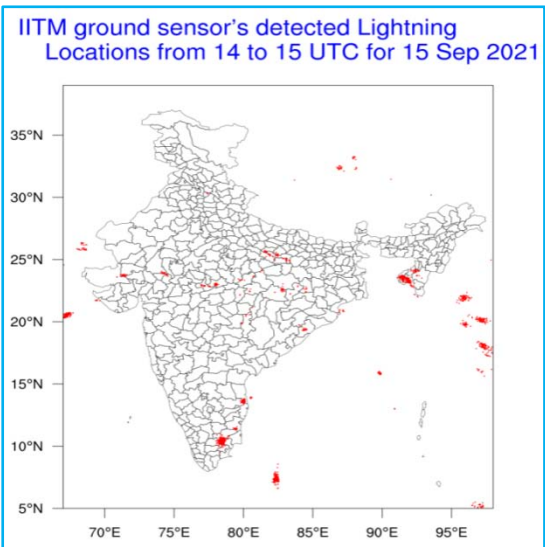 IITM ground sensor's detected Lightning
Locations from 14 to 15 UTC for 15 Sep 2021
35°N
30°N
25°N
20°N
15°N
10°N
5°N
70°E 75°E 80°E 85°E 90°E 95°E